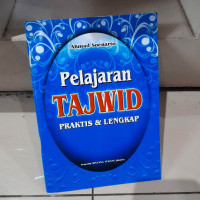 Ahmad Soenarto
Pelajaran
TAJWID
PRAKTIS & LENGKAP